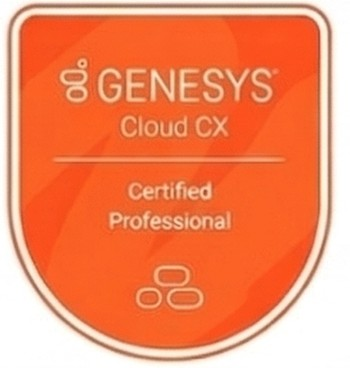 GENESYS
Cloud CX
Certified
Professional